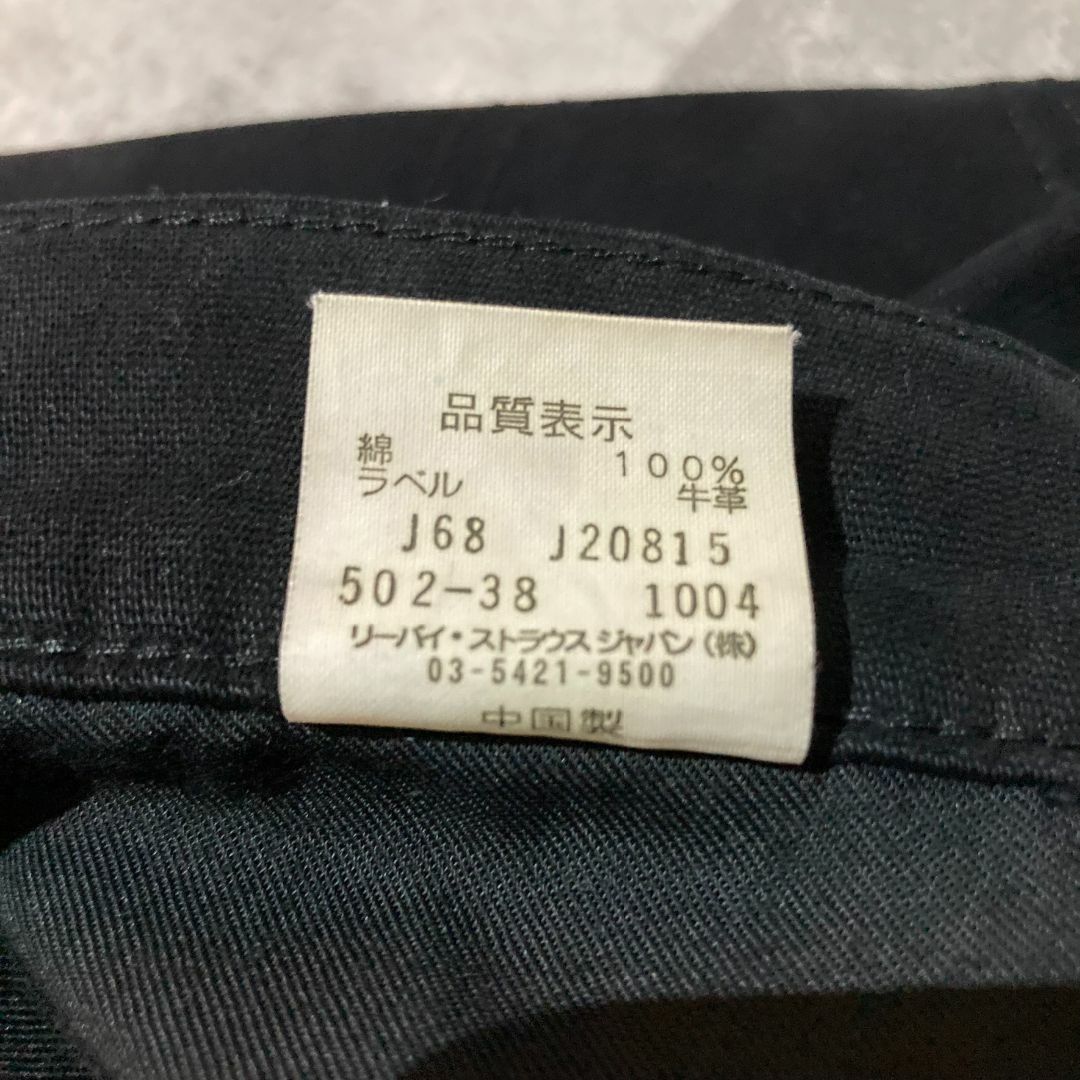 品質表示
綿 100%
ラベル 牛革
J68 J20815
502-38 1004
リーバイ・ストラウス ジャパン(株)
03-5421-9500
中国製